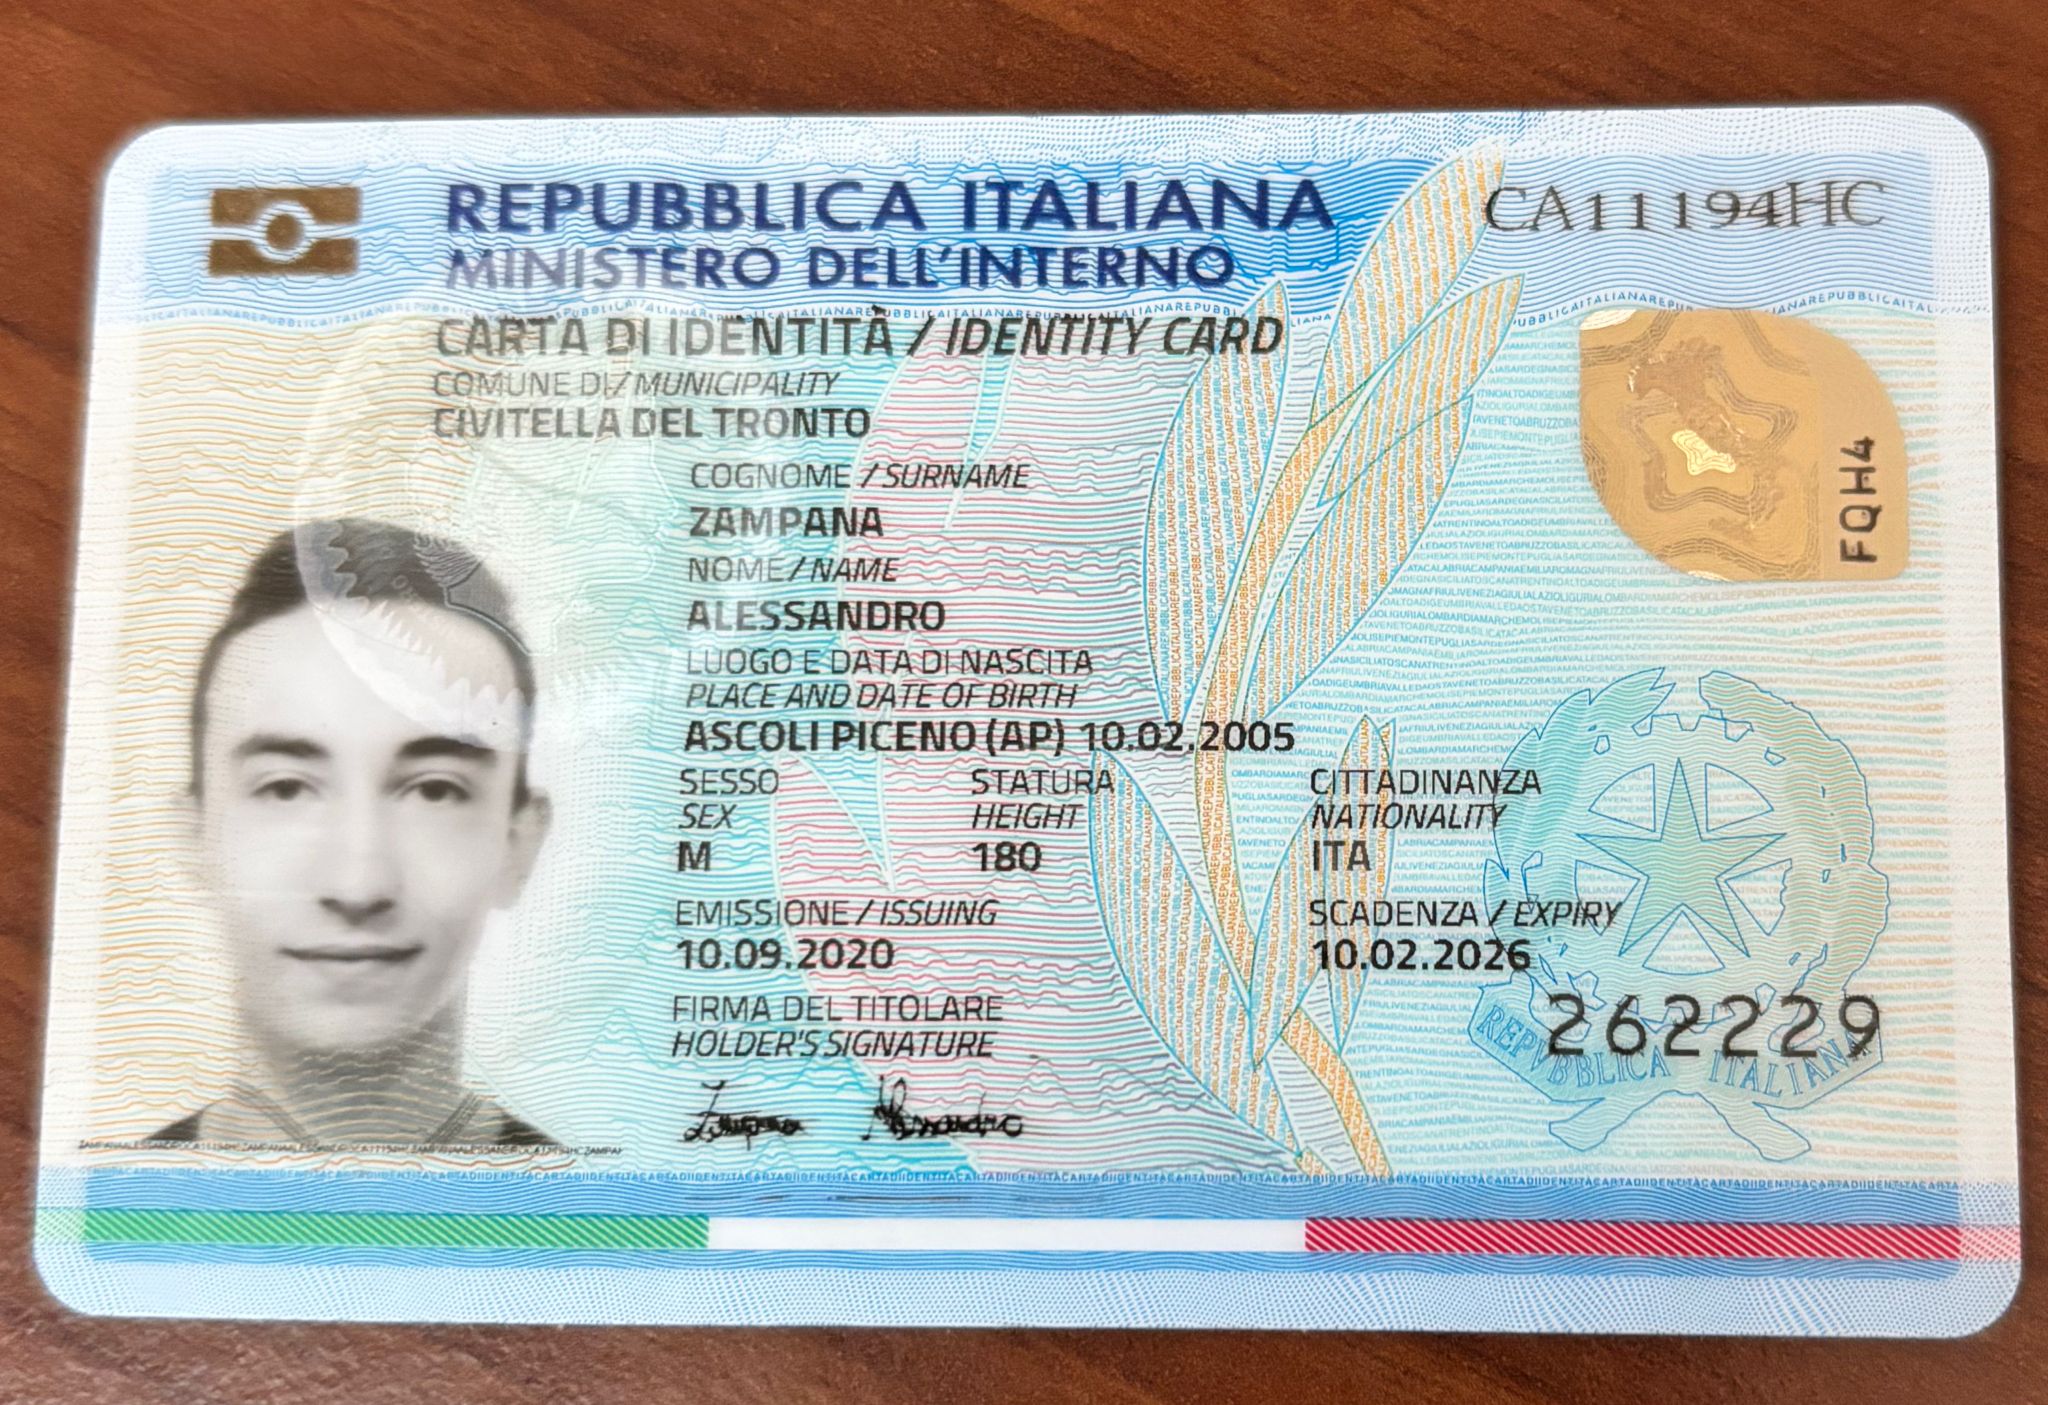 REPUBBLICA ITALIANA
CA11194HC
MINISTERO DELL'INTERNO
CARTA DI IDENTITÀ / IDENTITY CARD
COMUNE DI / MUNICIPALITY
CIVITELLA DEL TRONTO
COGNOME / SURNAME
ZAMPANA
FQH4
NOME / NAME
ALESSANDRO
LUOGO E DATA DI NASCITA
PLACE AND DATE OF BIRTH
ASCOLI PICENO (AP) 10.02.2005
SESSO STATURA CITTADINANZA
SEX HEIGHT NATIONALITY
M 180 ITA
EMISSIONE / ISSUING SCADENZA / EXPIRY
10.09.2020 10.02.2026
FIRMA DEL TITOLARE
262229
HOLDER'S SIGNATURE
REPVBBLICA ITALIANA
Zampana Alessandro